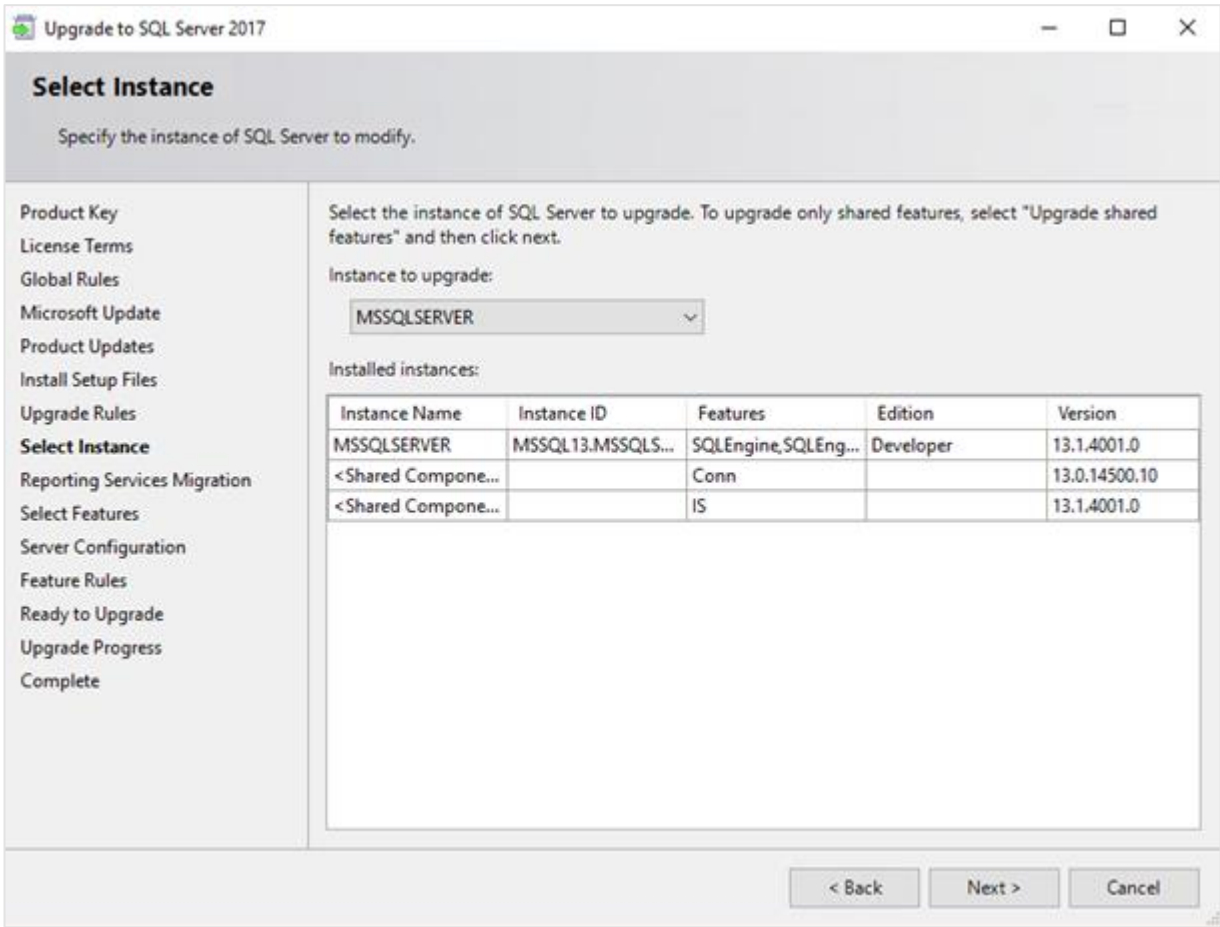 Upgrade to SQL Server 2017
Select Instance
Specify the instance of SQL Server to modify.
Product Key
License Terms
Global Rules
Microsoft Update
Product Updates
Install Setup Files
Upgrade Rules
Select Instance
Reporting Services Migration
Select Features
Server Configuration
Feature Rules
Ready to Upgrade
Upgrade Progress
Complete
Select the instance of SQL Server to upgrade. To upgrade only shared features, select "Upgrade shared
features" and then click next.
Instance to upgrade:
MSSQLSERVER
Installed instances:
Instance Name Instance ID Features Edition Version
MSSQLSERVER MSSQL13.MSSQLS... SQLEngine,SQLEng... Developer 13.1.4001.0
<Shared Compone... Conn 13.0.14500.10
<Shared Compone... IS 13.1.4001.0
< Back Next > Cancel